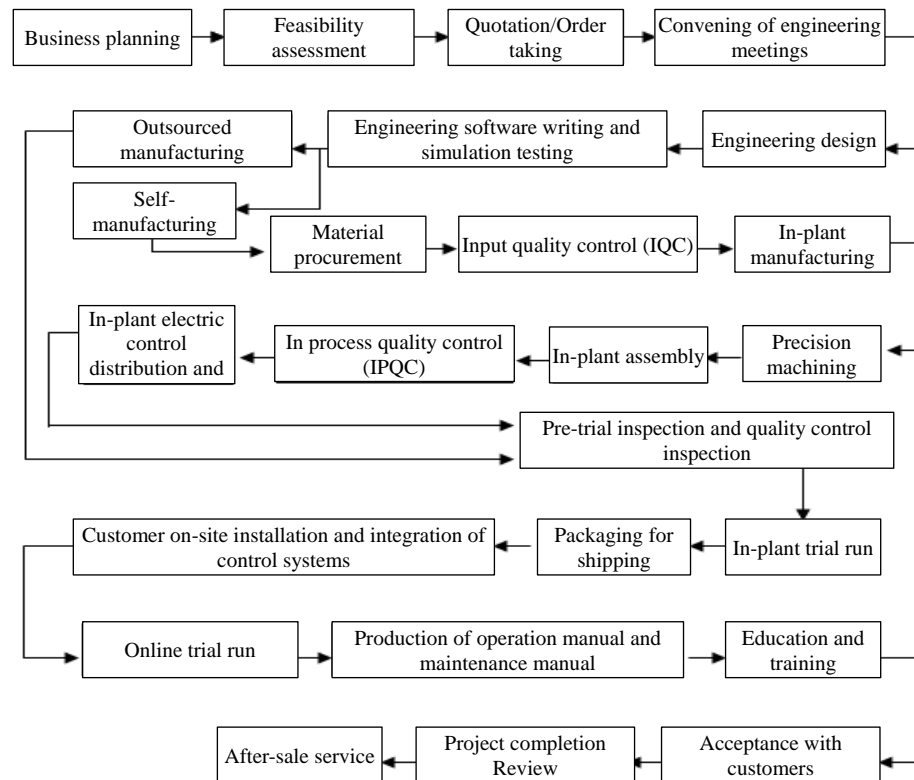 Business planning
Feasibility
assessment
Quotation/Order
taking
Convening of engineering
meetings
Outsourced
manufacturing
Engineering software writing and
simulation testing
Engineering design
Self-
manufacturing
Material
procurement
Input quality control (IQC)
In-plant
manufacturing
In-plant electric
control
distribution and
In process quality control
(IPQC)
In-plant assembly
Precision
machining
Pre-trial inspection and quality control
inspection
Customer on-site installation and integration of
control systems
Packaging for
shipping
In-plant trial run
Online trial run
Production of operation manual and
maintenance manual
Education and
training
After-sale service
Project completion
Review
Acceptance with
customers